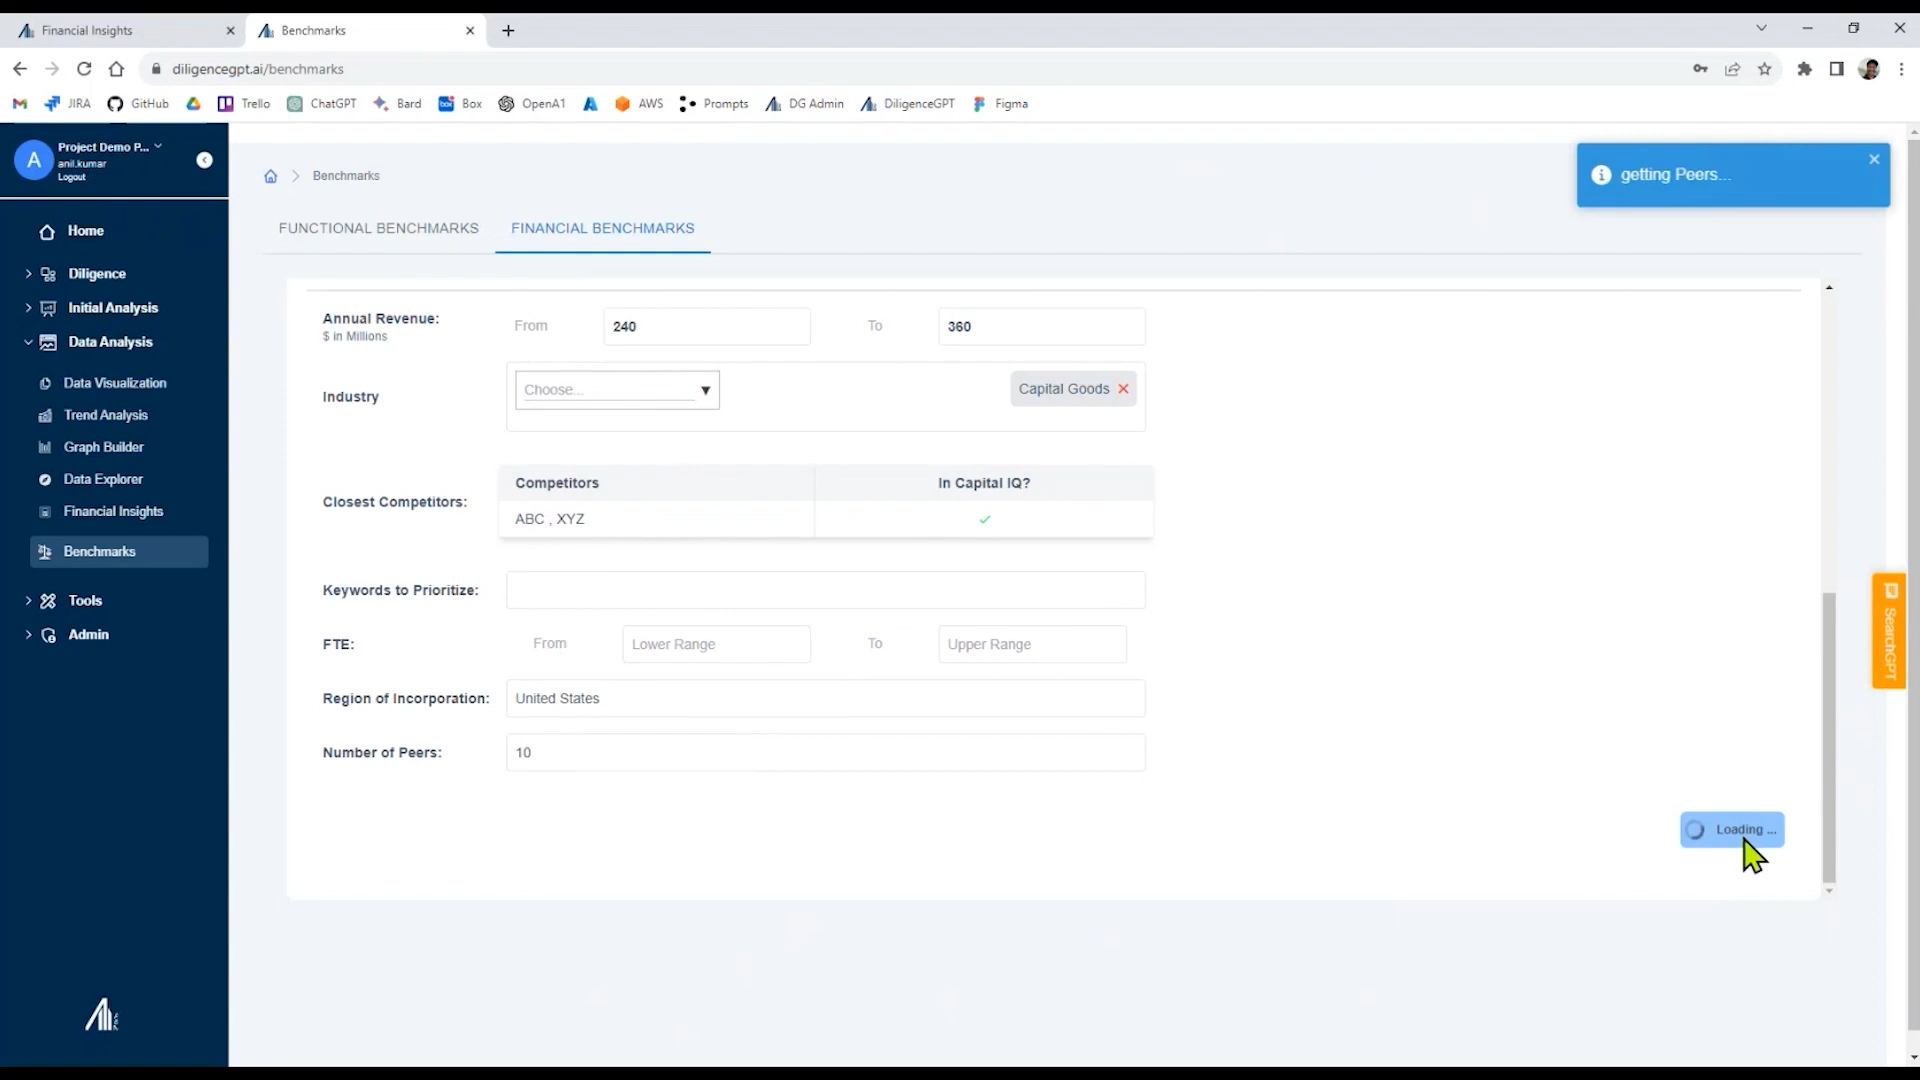 Financial Insights
Benchmarks
diligencegpt.ai/benchmarks
JIRA GitHub Trello ChatGPT Bard Box OpenA1 AWS Prompts DG Admin DiligenceGPT Figma
A
Project Demo P...
anil.kumar
Logout
Home
Diligence
Initial Analysis
Data Analysis
Data Visualization
Trend Analysis
Graph Builder
Data Explorer
Financial Insights
Benchmarks
Tools
Admin
Benchmarks
getting Peers...
FUNCTIONAL BENCHMARKS FINANCIAL BENCHMARKS
Annual Revenue: From 240 To 360
$ in Millions
Industry Choose... Capital Goods
Competitors In Capital IQ?
Closest Competitors:
ABC , XYZ
Keywords to Prioritize:
FTE: From Lower Range To Upper Range
Region of Incorporation: United States
Number of Peers: 10
Loading ...
SearchGPT